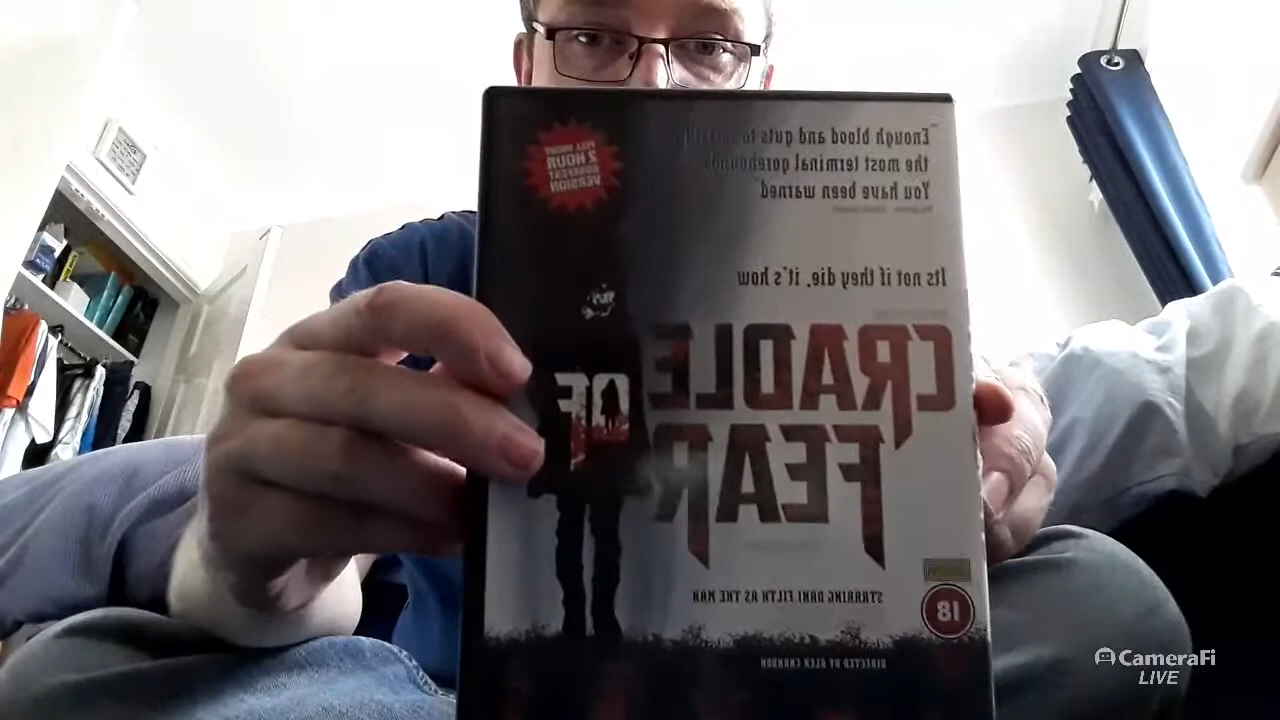 "Enough blood and guts to satisfy
the most terminal gorehounds
You have been warned"
FULL UNCUT
2 HOUR
GOREFEST
VERSION
Its not if they die, it's how
CRADLE
OF
FEAR
STARRING DANI FILTH AS THE MAN
18
DIRECTED BY ALEX CHANDON
CameraFi
LIVE